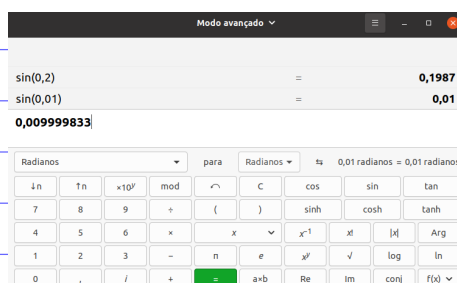 Modo avançado
sin(0,2) = 0,1987
sin(0,01) = 0,01
0,009999833
Radianos para Radianos 0,01 radianos = 0,01 radianos
↓n ↑n ×10^y mod C cos sin tan
7 8 9 ÷ ( ) sinh cosh tanh
4 5 6 × x x⁻¹ x! |x| Arg
1 2 3 − π e x^y √ log ln
0 , i + = a×b Re Im conj f(x)